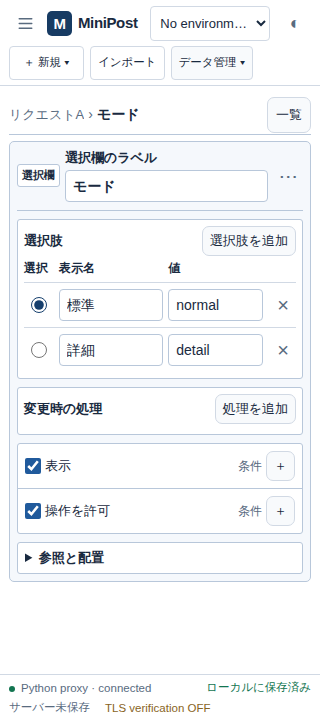 M MiniPost No environm…
＋ 新規 ▾ インポート データ管理 ▾
リクエストA › モード 一覧
選択欄のラベル
選択欄 モード …
選択肢 選択肢を追加
選択 表示名 値
標準 normal ×
詳細 detail ×
変更時の処理 処理を追加
表示 条件 ＋
操作を許可 条件 ＋
▶ 参照と配置
Python proxy · connected ローカルに保存済み
サーバー未保存 TLS verification OFF